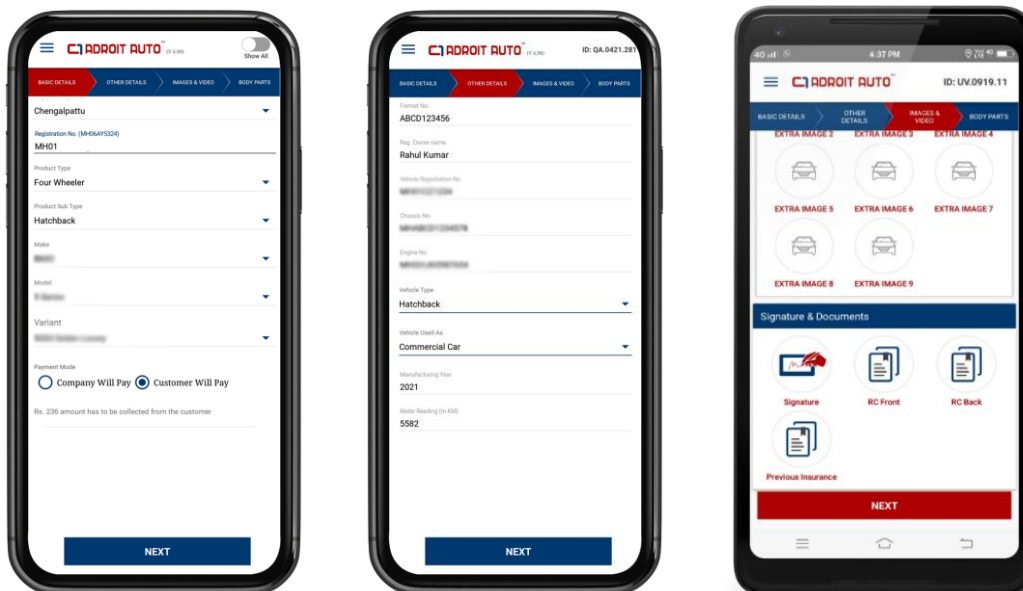 ADROIT AUTO™ (V 4.98)
Show All
BASIC DETAILS
OTHER DETAILS
IMAGES & VIDEO
BODY PARTS
Chengalpattu
Registration No. (MH06AY5324)
MH01
Product Type
Four Wheeler
Product Sub Type
Hatchback
Make
Model
Variant
Payment Mode
Company Will Pay
Customer Will Pay
Rs. 236 amount has to be collected from the customer
NEXT
ADROIT AUTO™ (V 4.98)
ID: QA.0421.281
BASIC DETAILS
OTHER DETAILS
IMAGES & VIDEO
BODY PARTS
Format No.
ABCD123456
Reg. Owner name
Rahul Kumar
Vehicle Registration No
Chassis No
Engine No.
Vehicle Type
Hatchback
Vehicle Used As
Commercial Car
Manufacturing Year
2021
Meter Reading (In KM)
5582
NEXT
4:37 PM
ADROIT AUTO™
ID: UV.0919.11
BASIC DETAILS
OTHER DETAILS
IMAGES & VIDEO
BODY PARTS
EXTRA IMAGE 2
EXTRA IMAGE 3
EXTRA IMAGE 4
EXTRA IMAGE 5
EXTRA IMAGE 6
EXTRA IMAGE 7
EXTRA IMAGE 8
EXTRA IMAGE 9
Signature & Documents
Signature
RC Front
RC Back
Previous Insurance
NEXT